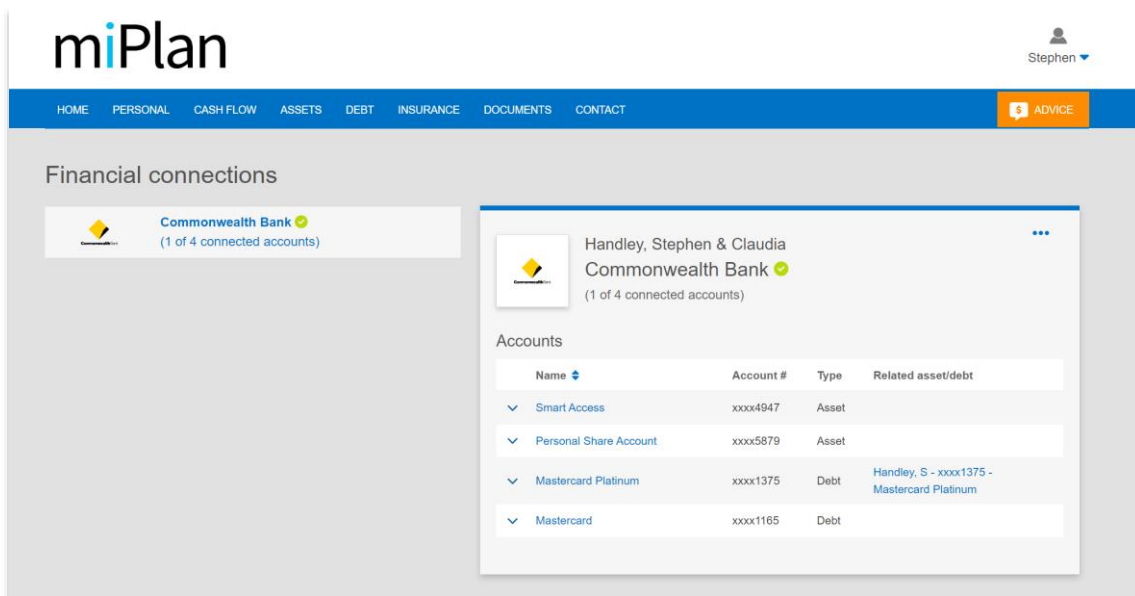 miPlan
Stephen
HOME PERSONAL CASH FLOW ASSETS DEBT INSURANCE DOCUMENTS CONTACT
$ ADVICE
Financial connections
Commonwealth Bank
(1 of 4 connected accounts)
CommonwealthBank
Handley, Stephen & Claudia
Commonwealth Bank
(1 of 4 connected accounts)
CommonwealthBank
Accounts
Name Account # Type Related asset/debt
Smart Access xxxx4947 Asset
Personal Share Account xxxx5879 Asset
Mastercard Platinum xxxx1375 Debt Handley, S - xxxx1375 -
Mastercard Platinum
Mastercard xxxx1165 Debt